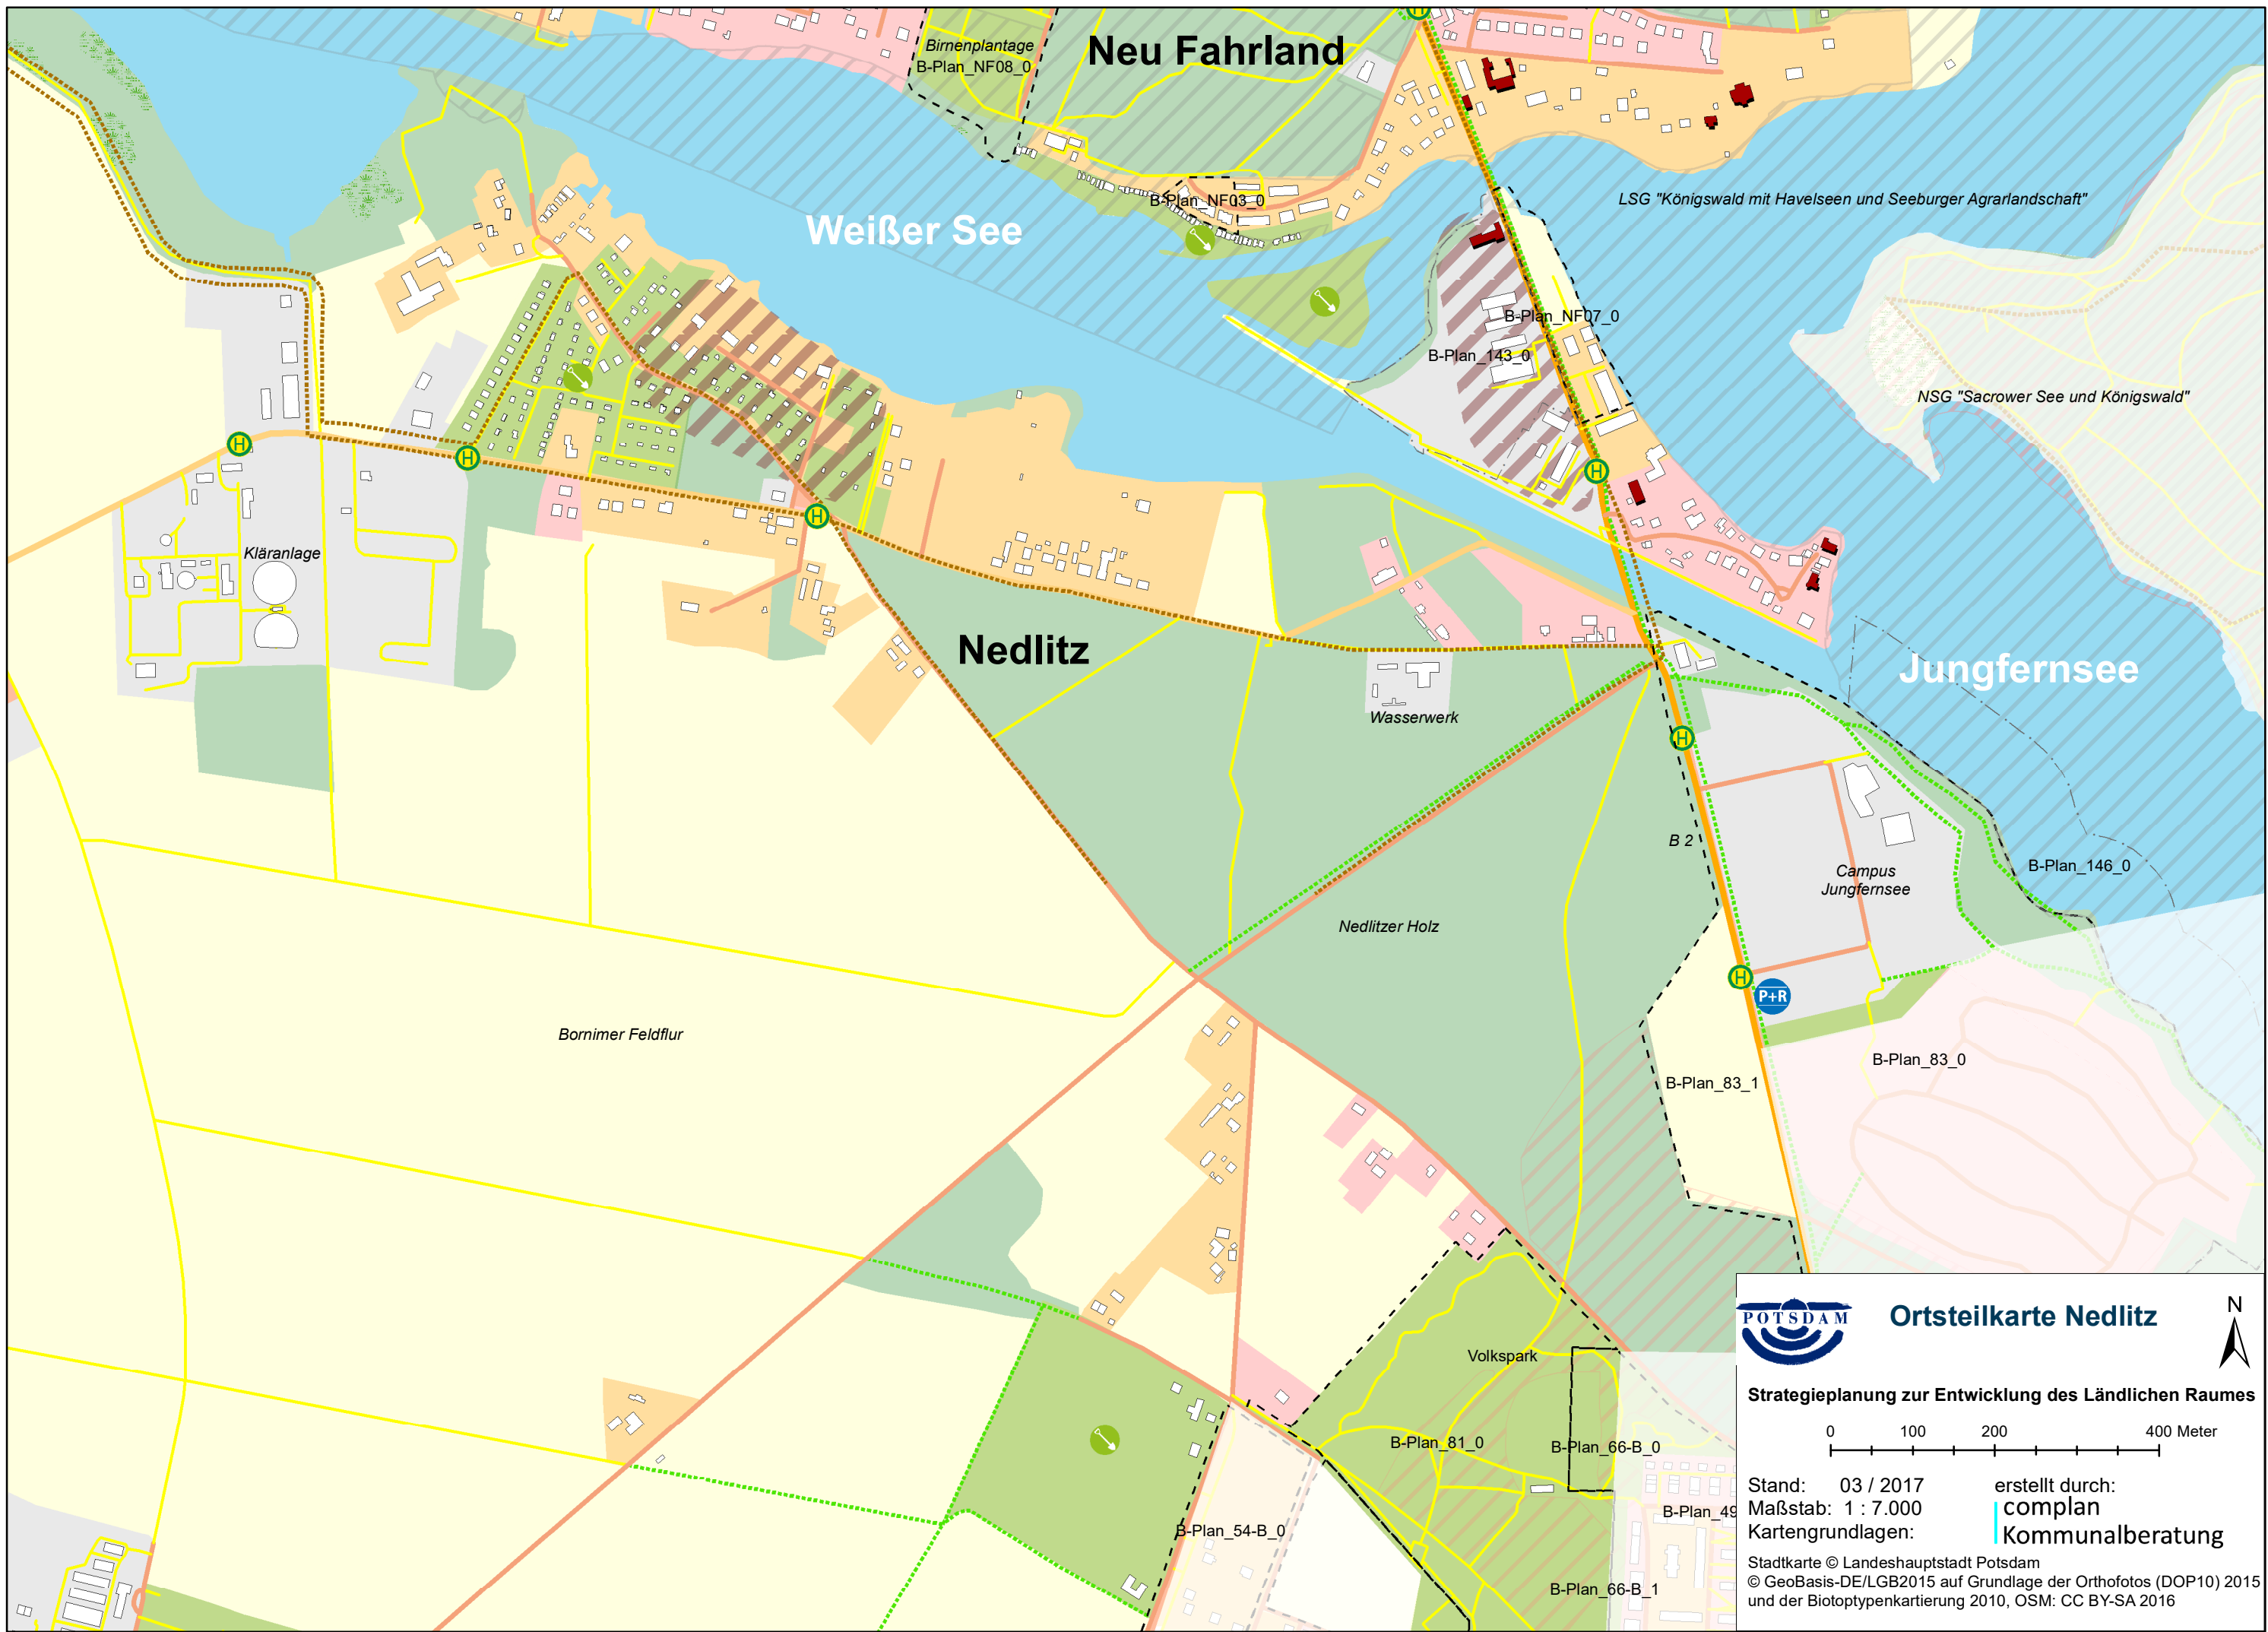 Neu Fahrland
Birnenplantage
B-Plan_NF08_0
H
Weißer See
B-Plan_NF03_0
LSG "Königswald mit Havelseen und Seeburger Agrarlandschaft"
B-Plan_NF07_0
B-Plan_143_0
NSG "Sacrower See und Königswald"
H
H
H
H
Kläranlage
Nedlitz
Jungfernsee
Wasserwerk
H
B 2
Campus
Jungfernsee
B-Plan_146_0
Nedlitzer Holz
H
P+R
Bornimer Feldflur
B-Plan_83_0
B-Plan_83_1
Volkspark
B-Plan_81_0
B-Plan_66-B_0
B-Plan_49
B-Plan_54-B_0
B-Plan_66-B_1
POTSDAM
Ortsteilkarte Nedlitz
N
Strategieplanung zur Entwicklung des Ländlichen Raumes
0 100 200 400 Meter
Stand: 03 / 2017
Maßstab: 1 : 7.000
Kartengrundlagen:
erstellt durch:
complan
Kommunalberatung
Stadtkarte © Landeshauptstadt Potsdam
© GeoBasis-DE/LGB2015 auf Grundlage der Orthofotos (DOP10) 2015
und der Biotoptypenkartierung 2010, OSM: CC BY-SA 2016